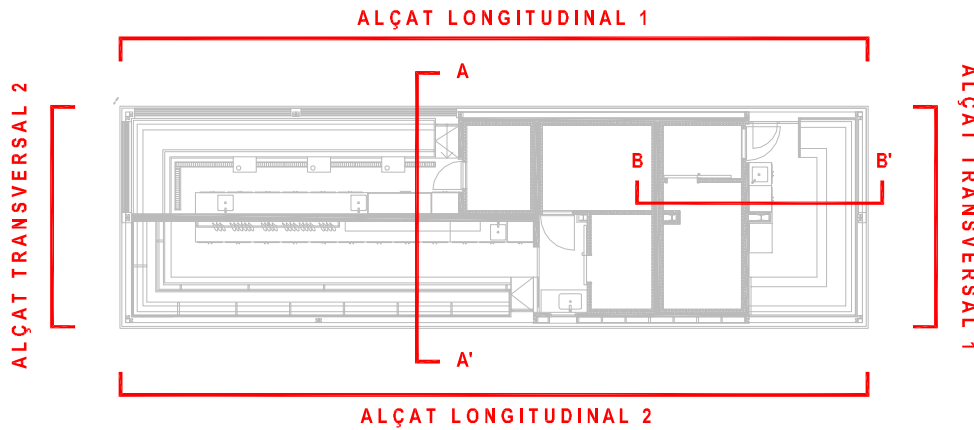 ALÇAT LONGITUDINAL 1
A
ALÇAT TRANSVERSAL 2
ALÇAT TRANSVERSAL 1
B
B'
A'
ALÇAT LONGITUDINAL 2